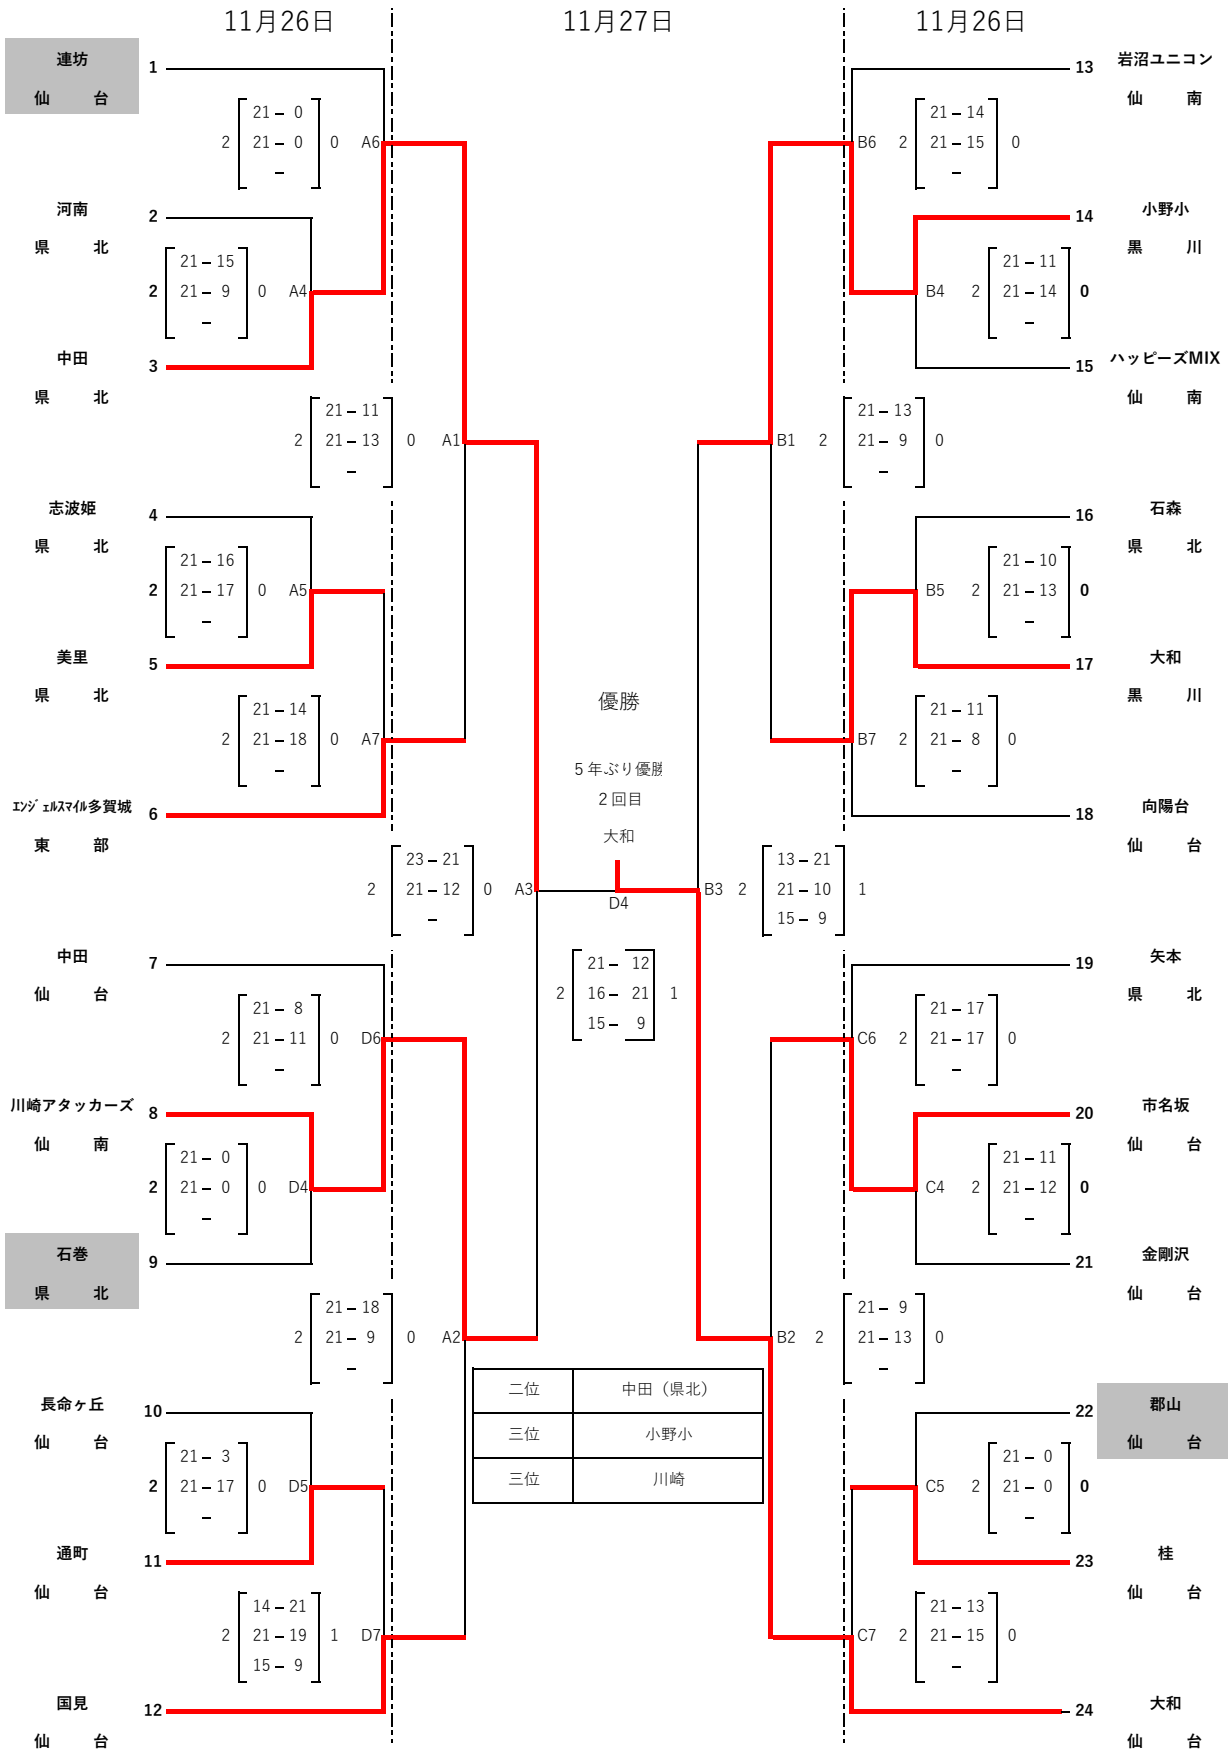 11月26日 11月27日 11月26日
連坊 1 13 岩沼ユニコン
仙 台 仙 南
21 – 0 21 – 14
2 21 – 0 0 A6 B6 2 21 – 15 0
– –
河南 2 14 小野小
県 北 黒 川
21 – 15 21 – 11
2 21 – 9 0 A4 B4 2 21 – 14 0
– –
中田 3 15 ハッピーズMIX
県 北 仙 南
21 – 11 21 – 13
2 21 – 13 0 A1 B1 2 21 – 9 0
– –
志波姫 4 16 石森
県 北 県 北
21 – 16 21 – 10
2 21 – 17 0 A5 B5 2 21 – 13 0
– –
美里 5 17 大和
県 北 黒 川
優勝
21 – 14 21 – 11
2 21 – 18 0 A7 B7 2 21 – 8 0
– –
5年ぶり優勝
2回目
ｴﾝｼﾞｪﾙｽﾏｲﾙ多賀城 6 18 向陽台
大和
東 部 仙 台
23 – 21 13 – 21
2 21 – 12 0 A3 B3 2 21 – 10 1
D4
– 15 – 9
中田 7 21 – 12 19 矢本
仙 台 2 16 – 21 1 県 北
15 – 9
21 – 8 21 – 17
2 21 – 11 0 D6 C6 2 21 – 17 0
– –
川崎アタッカーズ 8 20 市名坂
仙 南 仙 台
21 – 0 21 – 11
2 21 – 0 0 D4 C4 2 21 – 12 0
– –
石巻 9 21 金剛沢
県 北 仙 台
21 – 18 21 – 9
2 21 – 9 0 A2 B2 2 21 – 13 0
– –
二位 中田（県北）
長命ヶ丘 10 22 郡山
三位 小野小
仙 台 仙 台
21 – 3 21 – 0
三位 川崎
2 21 – 17 0 D5 C5 2 21 – 0 0
– –
通町 11 23 桂
仙 台 仙 台
14 – 21 21 – 13
2 21 – 19 1 D7 C7 2 21 – 15 0
15 – 9 –
国見 12 24 大和
仙 台 仙 台